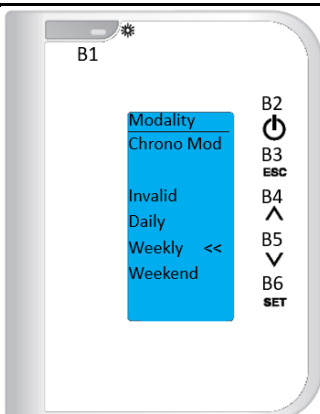 B1
Modality
Chrono Mod
Invalid
Daily
Weekly <<
Weekend
B2
B3
ESC
B4
B5
B6
SET